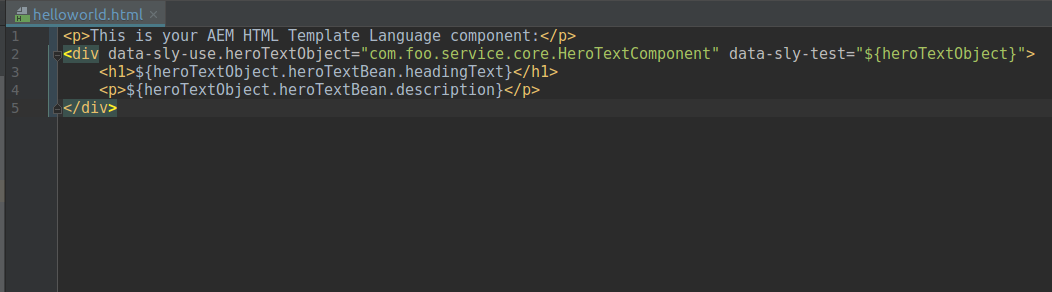 helloworld.html
1 <p>This is your AEM HTML Template Language component:</p>
2 <div data-sly-use.heroTextObject="com.foo.service.core.HeroTextComponent" data-sly-test="${heroTextObject}">
3 <h1>${heroTextObject.heroTextBean.headingText}</h1>
4 <p>${heroTextObject.heroTextBean.description}</p>
5 </div>